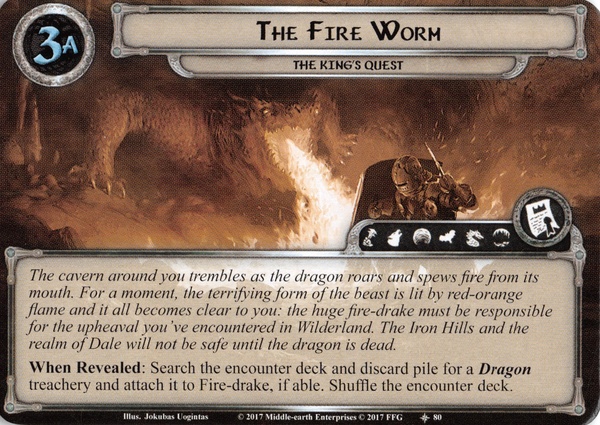 3A
THE FIRE WORM
THE KING'S QUEST
The cavern around you trembles as the dragon roars and spews fire from its
mouth. For a moment, the terrifying form of the beast is lit by red-orange
flame and it all becomes clear to you: the huge fire-drake must be responsible
for the upheaval you've encountered in Wilderland. The Iron Hills and the
realm of Dale will not be safe until the dragon is dead.
When Revealed: Search the encounter deck and discard pile for a Dragon
treachery and attach it to Fire-drake, if able. Shuffle the encounter deck.
Illus. Jokubas Uogintas © 2017 Middle-earth Enterprises © 2017 FFG 80